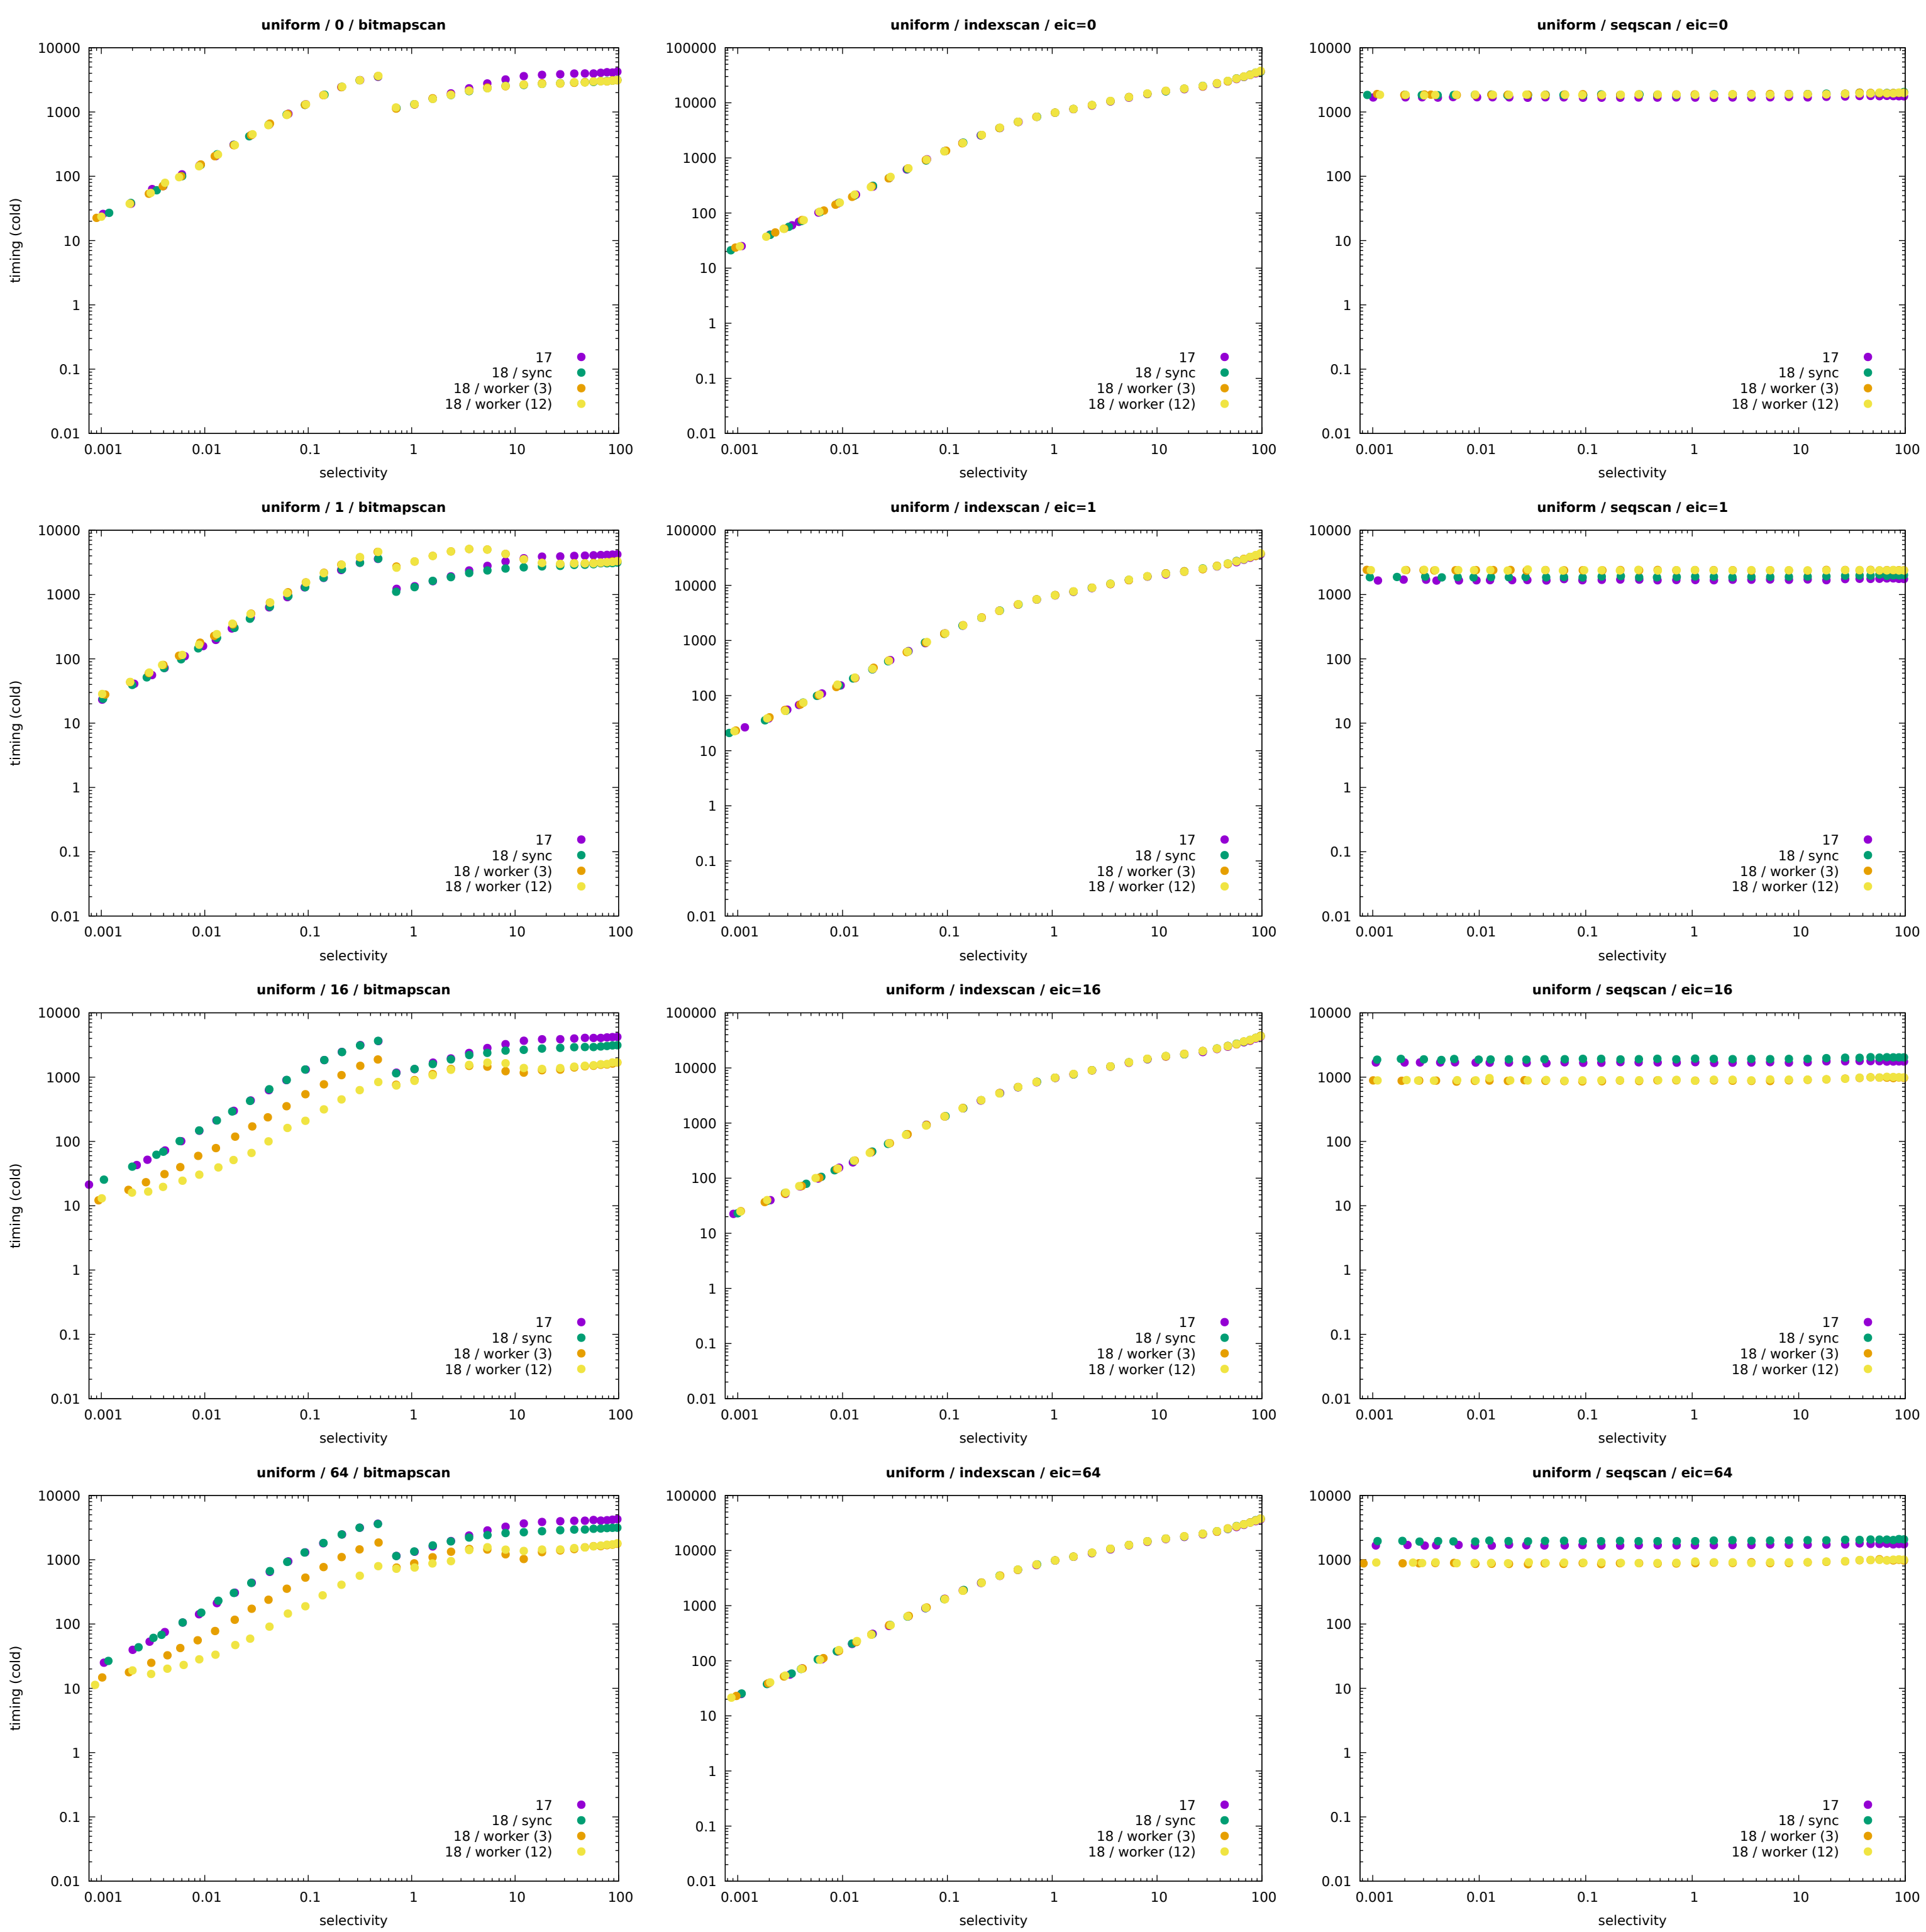 uniform / 0 / bitmapscan
timing (cold)
10000
1000
100
10
1
0.1
0.01
17
18 / sync
18 / worker (3)
18 / worker (12)
0.001 0.01 0.1 1 10 100
selectivity
uniform / indexscan / eic=0
100000
10000
1000
100
10
1
0.1
0.01
17
18 / sync
18 / worker (3)
18 / worker (12)
0.001 0.01 0.1 1 10 100
selectivity
uniform / seqscan / eic=0
10000
1000
100
10
1
0.1
0.01
17
18 / sync
18 / worker (3)
18 / worker (12)
0.001 0.01 0.1 1 10 100
selectivity
uniform / 1 / bitmapscan
timing (cold)
10000
1000
100
10
1
0.1
0.01
17
18 / sync
18 / worker (3)
18 / worker (12)
0.001 0.01 0.1 1 10 100
selectivity
uniform / indexscan / eic=1
100000
10000
1000
100
10
1
0.1
0.01
17
18 / sync
18 / worker (3)
18 / worker (12)
0.001 0.01 0.1 1 10 100
selectivity
uniform / seqscan / eic=1
10000
1000
100
10
1
0.1
0.01
17
18 / sync
18 / worker (3)
18 / worker (12)
0.001 0.01 0.1 1 10 100
selectivity
uniform / 16 / bitmapscan
timing (cold)
10000
1000
100
10
1
0.1
0.01
17
18 / sync
18 / worker (3)
18 / worker (12)
0.001 0.01 0.1 1 10 100
selectivity
uniform / indexscan / eic=16
100000
10000
1000
100
10
1
0.1
0.01
17
18 / sync
18 / worker (3)
18 / worker (12)
0.001 0.01 0.1 1 10 100
selectivity
uniform / seqscan / eic=16
10000
1000
100
10
1
0.1
0.01
17
18 / sync
18 / worker (3)
18 / worker (12)
0.001 0.01 0.1 1 10 100
selectivity
uniform / 64 / bitmapscan
timing (cold)
10000
1000
100
10
1
0.1
0.01
17
18 / sync
18 / worker (3)
18 / worker (12)
0.001 0.01 0.1 1 10 100
selectivity
uniform / indexscan / eic=64
100000
10000
1000
100
10
1
0.1
0.01
17
18 / sync
18 / worker (3)
18 / worker (12)
0.001 0.01 0.1 1 10 100
selectivity
uniform / seqscan / eic=64
10000
1000
100
10
1
0.1
0.01
17
18 / sync
18 / worker (3)
18 / worker (12)
0.001 0.01 0.1 1 10 100
selectivity